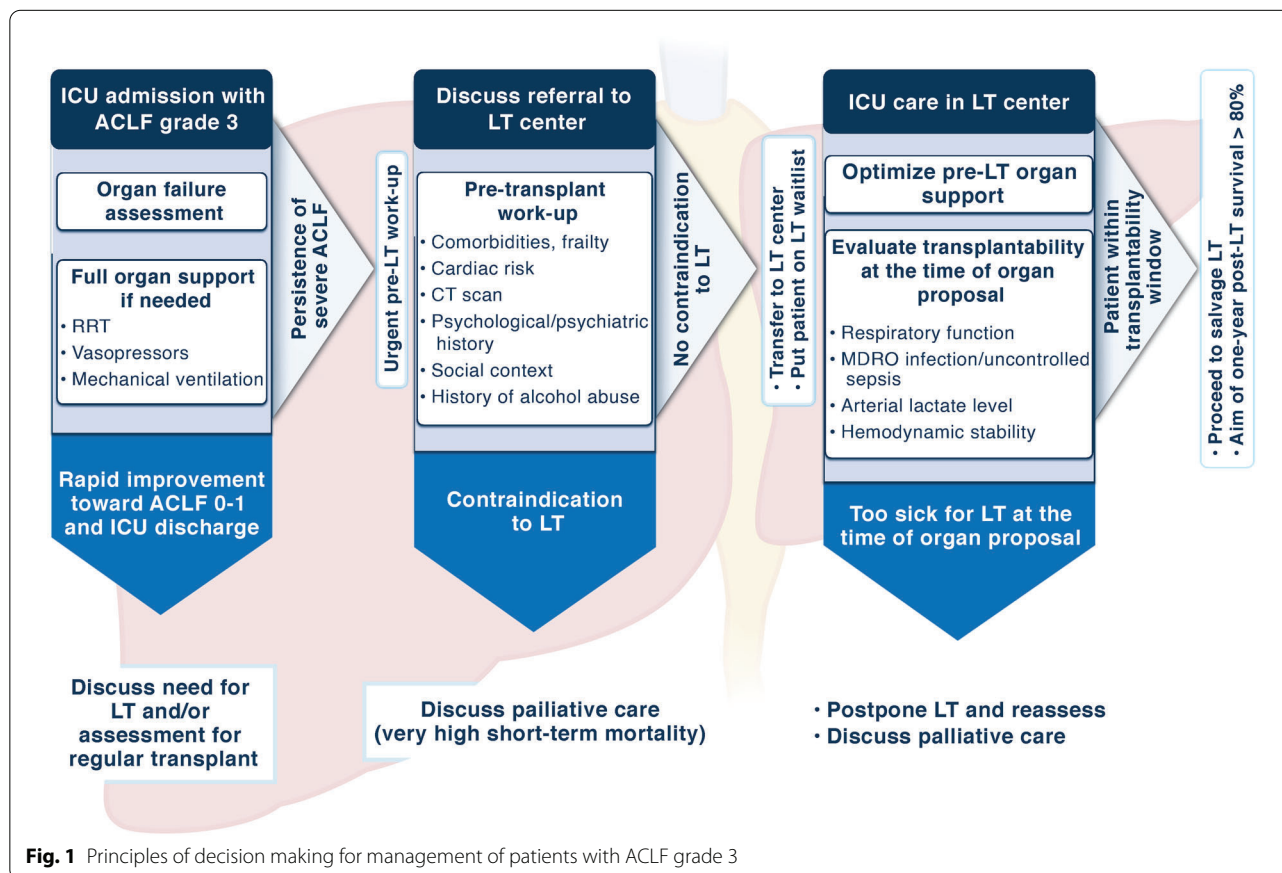 ICU admission with
ACLF grade 3
Organ failure
assessment
Full organ support
if needed
• RRT
• Vasopressors
• Mechanical ventilation
Rapid improvement
toward ACLF 0-1
and ICU discharge
Discuss need for
LT and/or
assessment for
regular transplant
Persistence of
severe ACLF
Urgent pre-LT work-up
Discuss referral to
LT center
Pre-transplant
work-up
• Comorbidities, frailty
• Cardiac risk
• CT scan
• Psychological/psychiatric
history
• Social context
• History of alcohol abuse
Contraindication
to LT
Discuss palliative care
(very high short-term mortality)
No contraindication
to LT
• Transfer to LT center
• Put patient on LT waitlist
ICU care in LT center
Optimize pre-LT organ
support
Evaluate transplantability
at the time of organ
proposal
• Respiratory function
• MDRO infection/uncontrolled
sepsis
• Arterial lactate level
• Hemodynamic stability
Too sick for LT at the
time of organ proposal
• Postpone LT and reassess
• Discuss palliative care
Patient within
transplantability
window
• Proceed to salvage LT
• Aim of one-year post-LT survival > 80%
Fig. 1 Principles of decision making for management of patients with ACLF grade 3